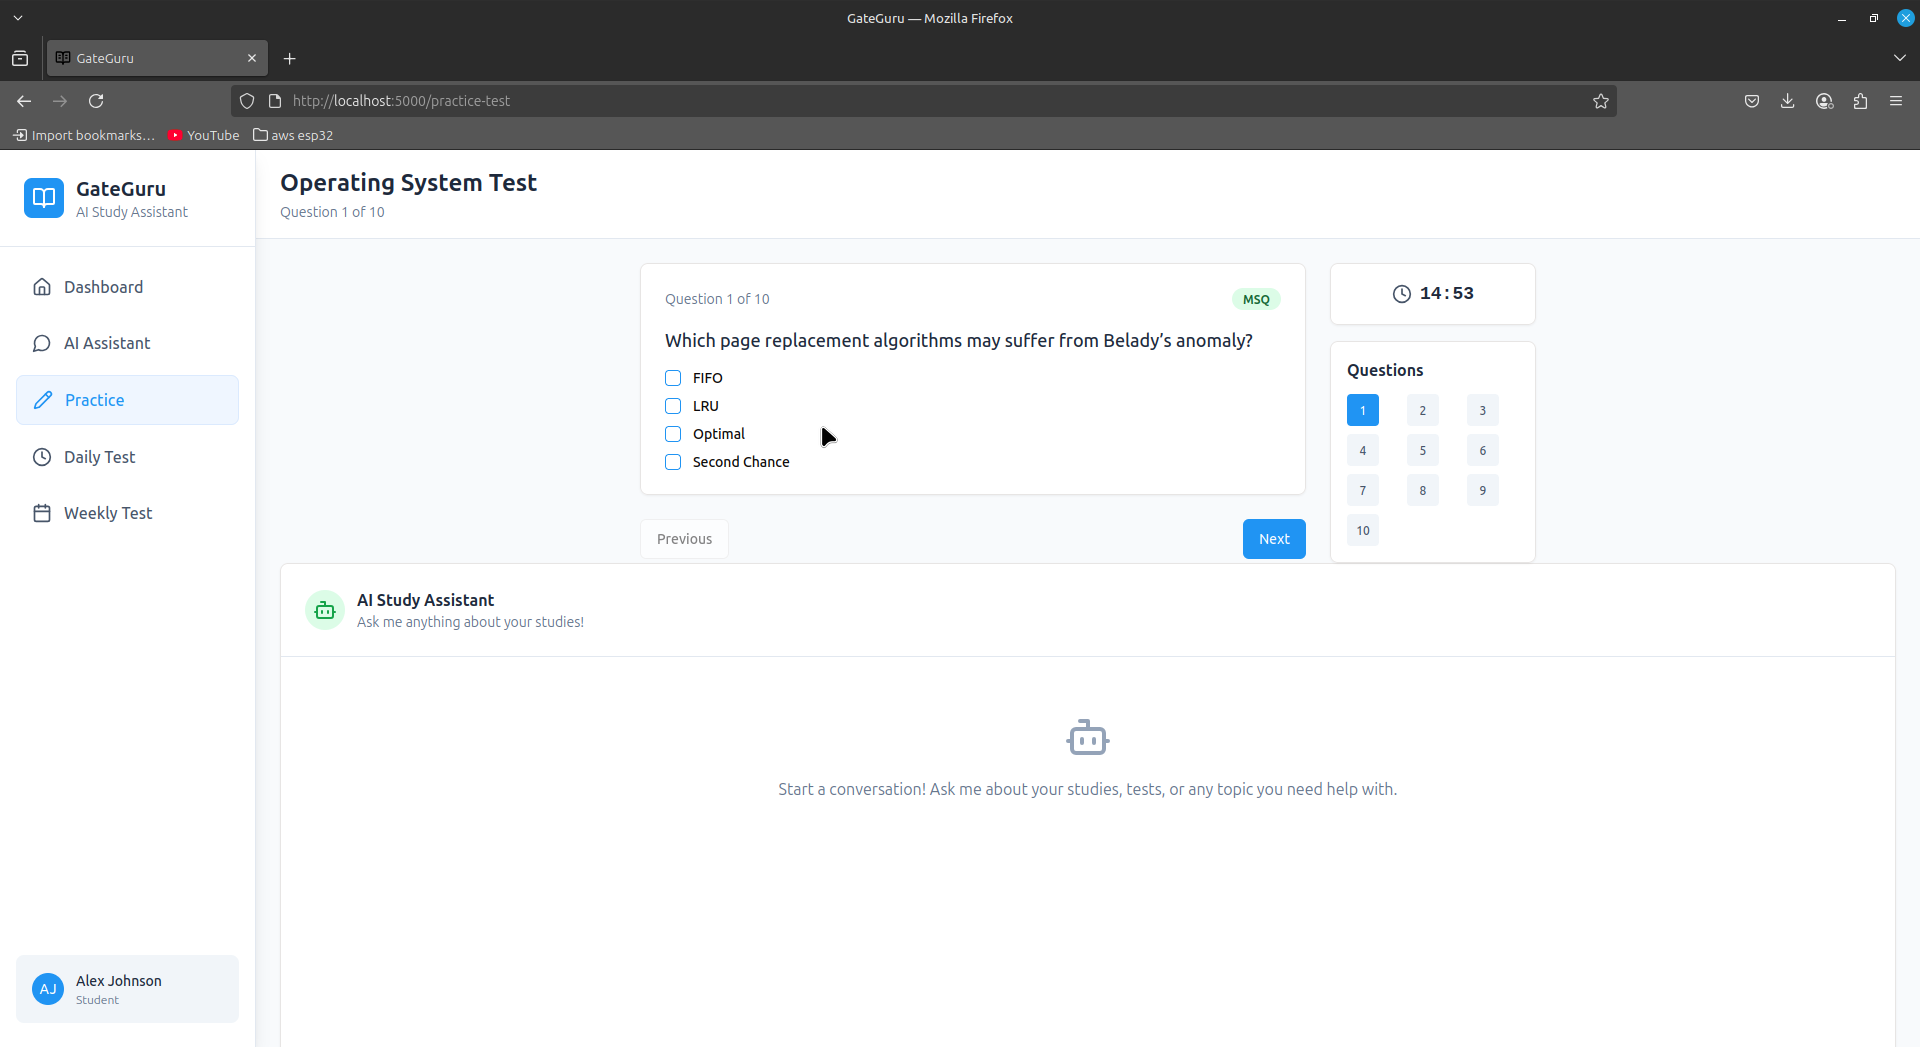 GateGuru — Mozilla Firefox
GateGuru
http://localhost:5000/practice-test
Import bookmarks…
YouTube
aws esp32
GateGuru
AI Study Assistant
Dashboard
AI Assistant
Practice
Daily Test
Weekly Test
AJ
Alex Johnson
Student
Operating System Test
Question 1 of 10
Question 1 of 10
MSQ
Which page replacement algorithms may suffer from Belady’s anomaly?
FIFO
LRU
Optimal
Second Chance
Previous
Next
14:53
Questions
1 2 3
4 5 6
7 8 9
10
AI Study Assistant
Ask me anything about your studies!
Start a conversation! Ask me about your studies, tests, or any topic you need help with.